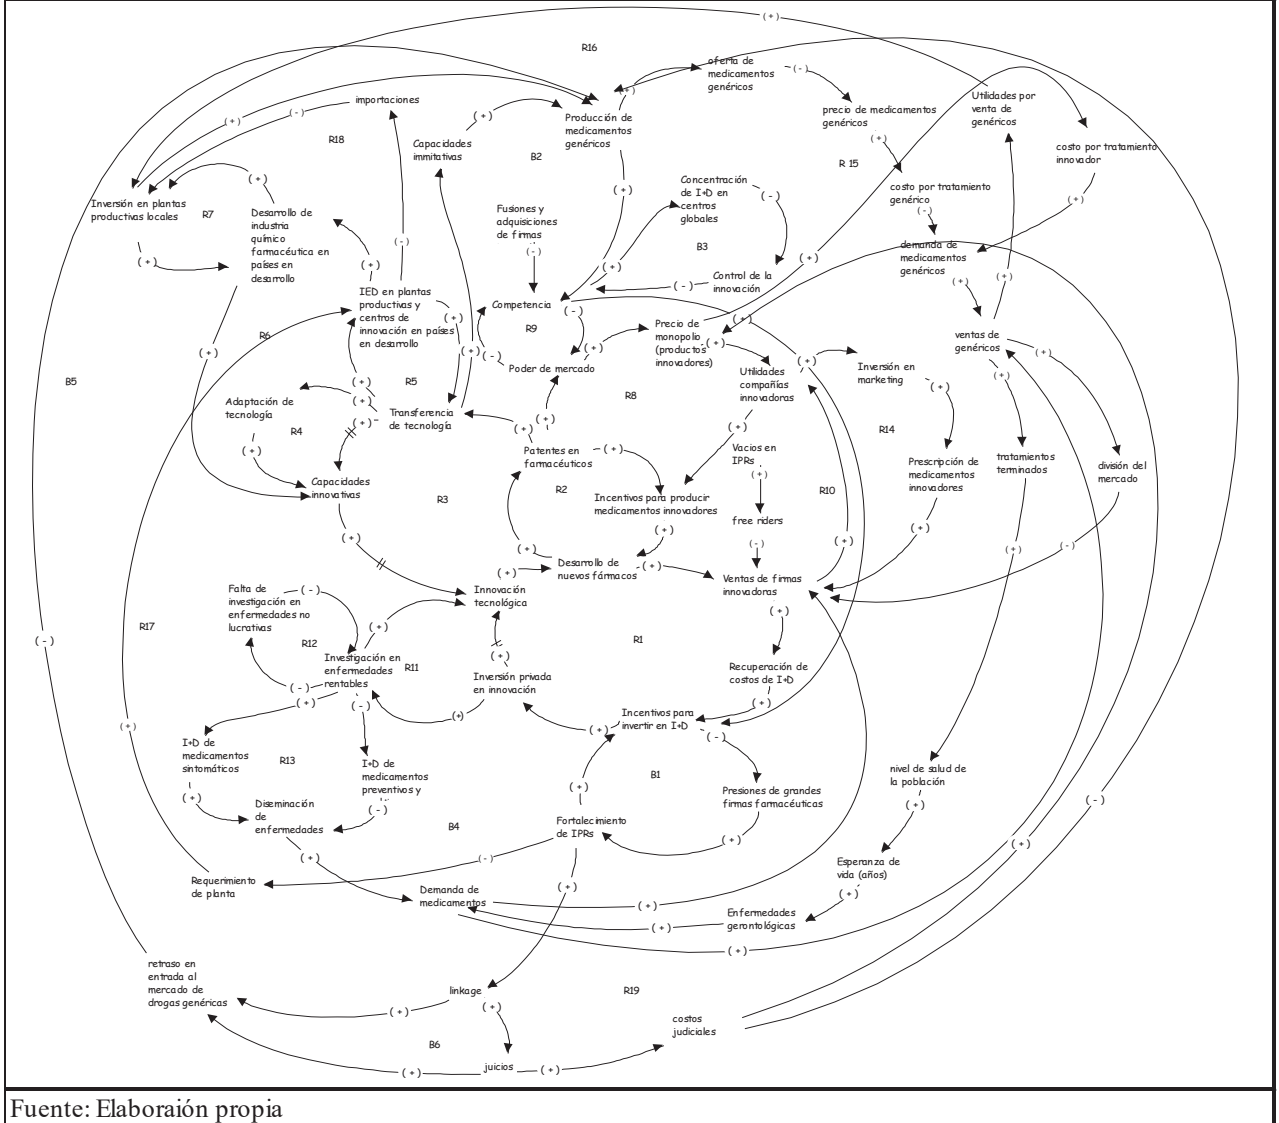 (+)
R16
oferta de
medicamentos
genéricos
(-)
(+)
importaciones
(-)
(+)
(+)
Producción de
medicamentos
genéricos
precio de medicamentos
genéricos
(+)
Utilidades por
venta de
genéricos
costo por tratamiento
innovador
(+)
R18
Capacidades
immitativas
B2
R 15
(+)
Inversión en plantas
productivas locales
R7
Desarrollo de
industria
químico
farmacéutica en
países en
desarrollo
(+)
(+)
(-)
Fusiones y
adquisiciones
de firmas
(-)
(+)
Concentración
de I+D en
centros
globales
(-)
B3
(+)
Control de la
innovación
(-)
costo por tratamiento
genérico
(-)
demanda de
medicamentos
genéricos
(+)
(+)
(+)
IED en plantas
productivas y
centros de
innovación en países
en desarrollo
(+)
Competencia
(-)
R9
(-)
Poder de mercado
(+)
Precio de
monopolio
(productos
innovadores)
(+)
(+)
ventas de
genéricos
(+)
(+)
R6
(+)
(+)
B5
R5
(+)
(+)
(+)
Adaptación de
tecnología
R4
(+)
Transferencia
de tecnología
(+)
(+)
R8
Utilidades
compañías
innovadoras
(+)
(+)
Inversión en
marketing
(+)
R14
Patentes en
farmacéuticos
(+)
Vacios en
IPRs
(+)
Prescripción de
medicamentos
innovadores
tratamientos
terminados
división del
mercado
Capacidades
innovativas
R3
R2
Incentivos para producir
medicamentos innovadores
R10
(+)
(+)
(+)
free riders
(-)
(+)
(+)
(+)
(-)
Desarrollo de
nuevos fármacos
(+)
(+)
Ventas de firmas
innovadoras
(+)
Innovación
tecnológica
Falta de
investigación en
enfermedades no
lucrativas
(-)
R17
R12
(+)
Investigación en
enfermedades
rentables
R11
(-)
(+)
(-)
(+)
Inversión privada
en innovación
(+)
R1
Recuperación de
costos de I+D
(+)
Incentivos para
invertir en I+D
(+)
(-)
(-)
(+)
I+D de
medicamentos
sintomáticos
R13
I+D de
medicamentos
preventivos y
(-)
(+)
B1
(+)
Presiones de grandes
firmas farmacéuticas
(+)
nivel de salud de
la población
(+)
(-)
Diseminación
de
enfermedades
B4
Fortalecimiento
de IPRs
(+)
(-)
(+)
Esperanza de
vida (años)
(+)
Requerimiento
de planta
Demanda de
medicamentos
(+)
(+)
(+)
(+)
Enfermedades
gerontológicas
retraso en
entrada al
mercado de
drogas genéricas
linkage
(+)
(+)
R19
costos
judiciales
B6
juicios
(+)
(+)
Fuente: Elaboraión propia